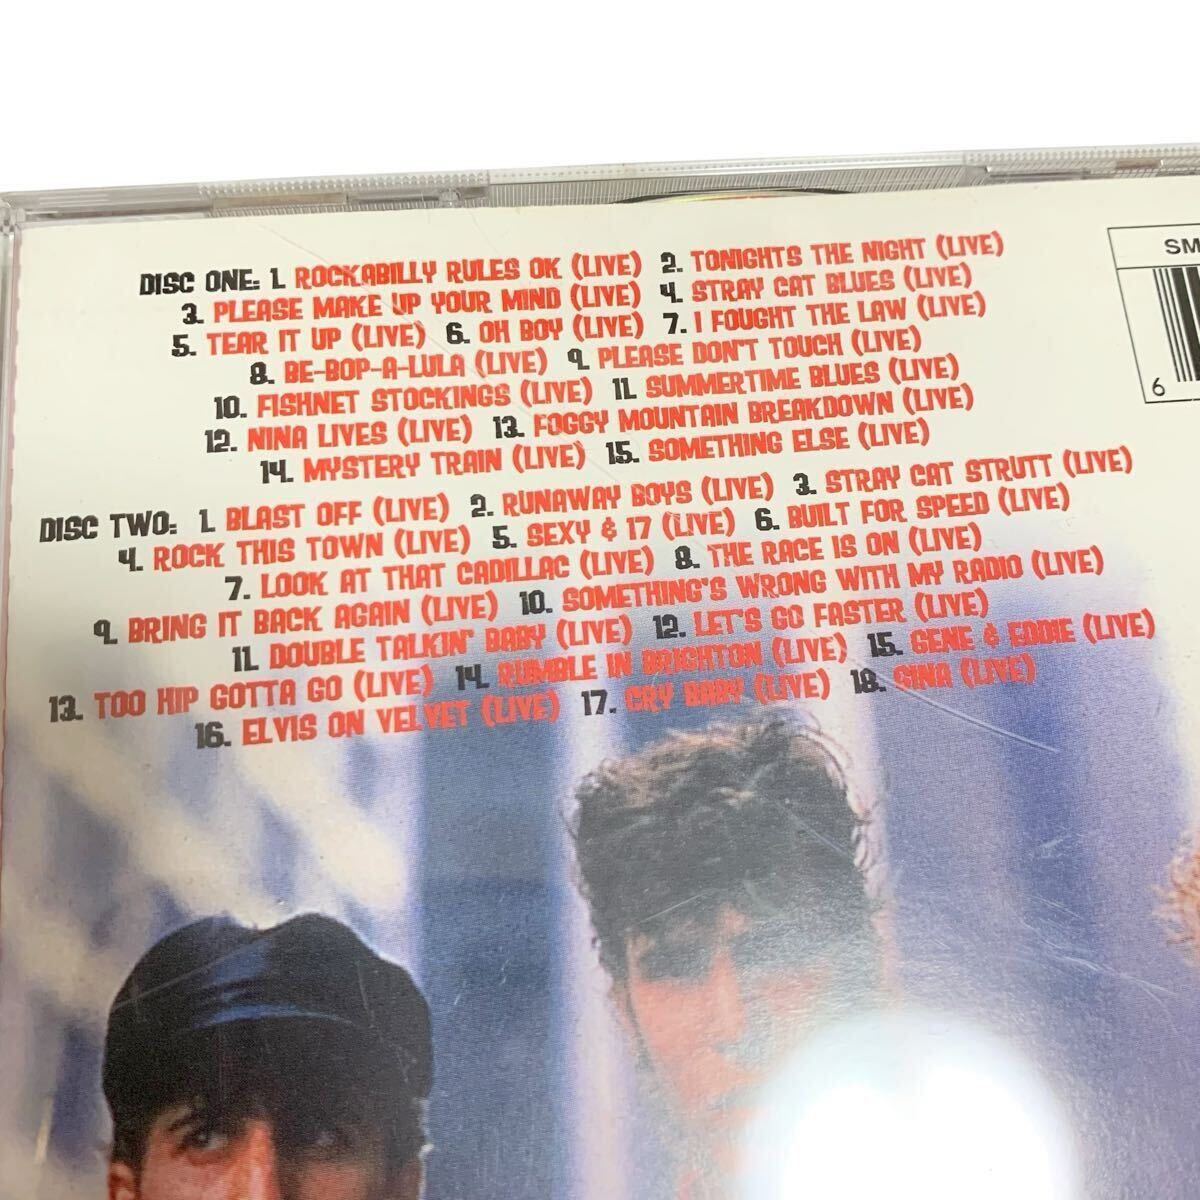 DISC ONE: 1. ROCKABILLY RULES OK (LIVE) 2. TONIGHTS THE NIGHT (LIVE)
3. PLEASE MAKE UP YOUR MIND (LIVE) 4. STRAY CAT BLUES (LIVE)
5. TEAR IT UP (LIVE) 6. OH BOY (LIVE) 7. I FOUGHT THE LAW (LIVE)
8. BE-BOP-A-LULA (LIVE) 9. PLEASE DON'T TOUCH (LIVE)
10. FISHNET STOCKINGS (LIVE) 11. SUMMERTIME BLUES (LIVE)
12. NINA LIVES (LIVE) 13. FOGGY MOUNTAIN BREAKDOWN (LIVE)
14. MYSTERY TRAIN (LIVE) 15. SOMETHING ELSE (LIVE)
DISC TWO: 1. BLAST OFF (LIVE) 2. RUNAWAY BOYS (LIVE) 3. STRAY CAT STRUTT (LIVE)
4. ROCK THIS TOWN (LIVE) 5. SEXY & 17 (LIVE) 6. BUILT FOR SPEED (LIVE)
7. LOOK AT THAT CADILLAC (LIVE) 8. THE RACE IS ON (LIVE)
9. BRING IT BACK AGAIN (LIVE) 10. SOMETHING'S WRONG WITH MY RADIO (LIVE)
11. DOUBLE TALKIN' BABY (LIVE) 12. LET'S GO FASTER (LIVE)
13. TOO HIP GOTTA GO (LIVE) 14. RUMBLE IN BRIGHTON (LIVE) 15. GENE & EDDIE (LIVE)
16. ELVIS ON VELVET (LIVE) 17. CRY BABY (LIVE) 18. GINA (LIVE)
SM
6